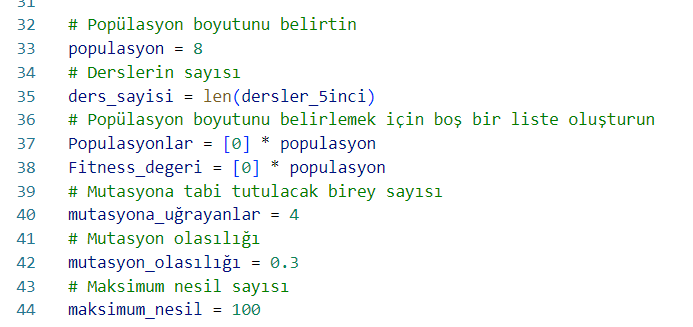 31
32 # Popülasyon boyutunu belirtin
33 populasyon = 8
34 # Derslerin sayısı
35 ders_sayisi = len(dersler_5inci)
36 # Popülasyon boyutunu belirlemek için boş bir liste oluşturun
37 Populasyonlar = [0] * populasyon
38 Fitness_degeri = [0] * populasyon
39 # Mutasyona tabi tutulacak birey sayısı
40 mutasyona_uğrayanlar = 4
41 # Mutasyon olasılığı
42 mutasyon_olasılığı = 0.3
43 # Maksimum nesil sayısı
44 maksimum_nesil = 100